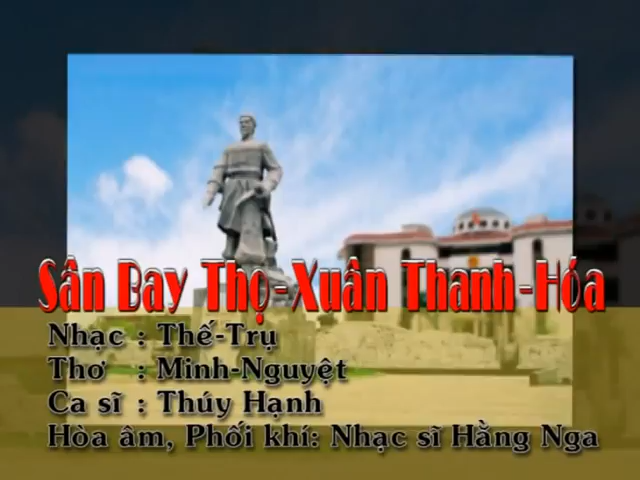 Sân Bay Thọ-Xuân Thanh-Hóa
Nhạc : Thế-Trụ
Thơ : Minh-Nguyệt
Ca sĩ : Thúy Hạnh
Hòa âm, Phối khí: Nhạc sĩ Hằng Nga